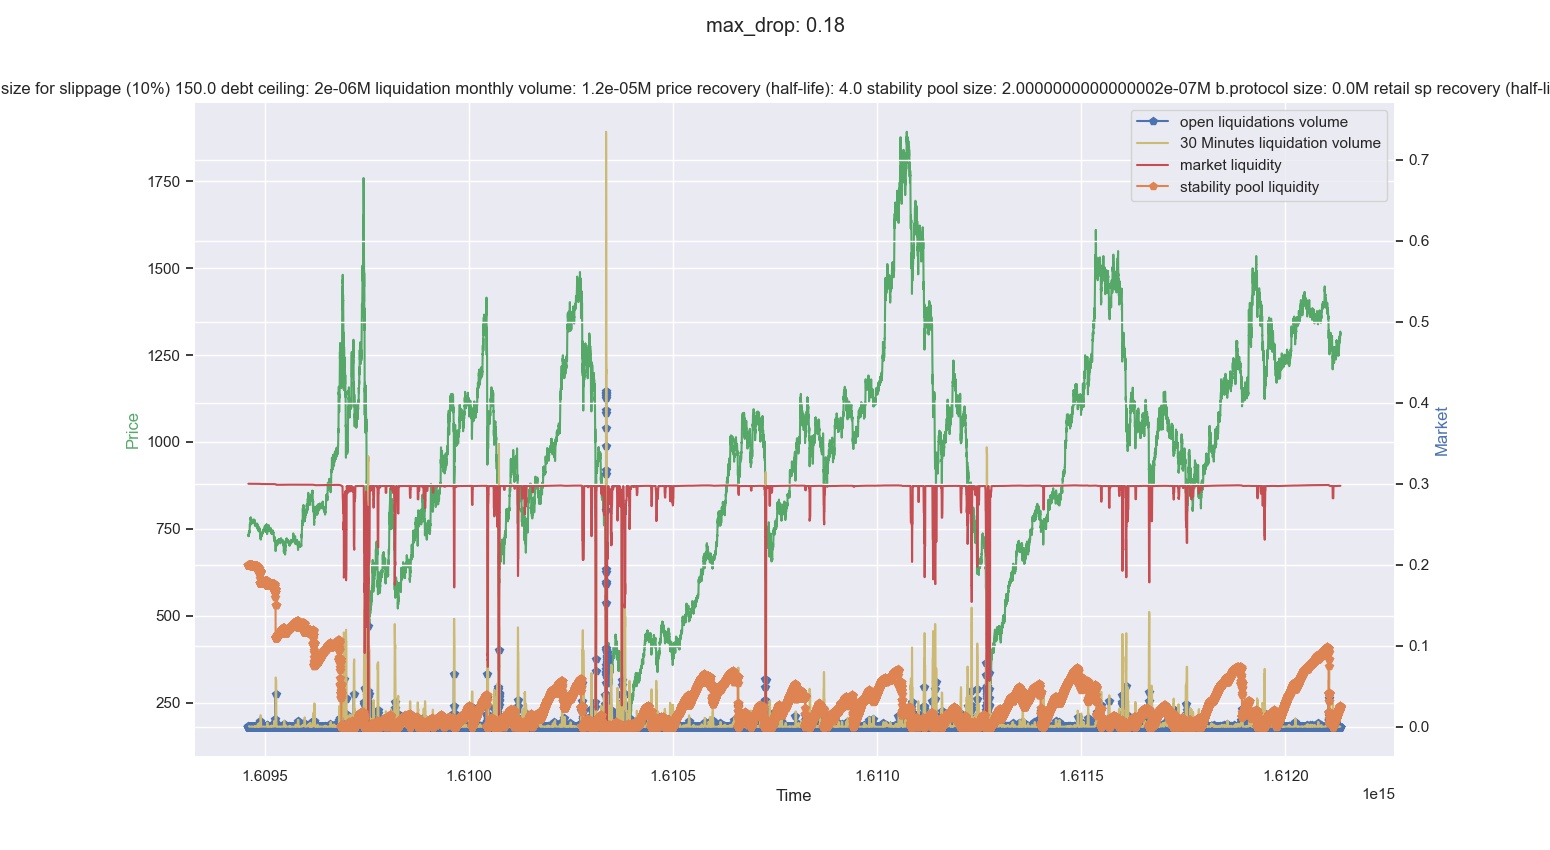 max_drop: 0.18
size for slippage (10%) 150.0 debt ceiling: 2e-06M liquidation monthly volume: 1.2e-05M price recovery (half-life): 4.0 stability pool size: 2.0000000000000002e-07M b.protocol size: 0.0M retail sp recovery (half-li
open liquidations volume
30 Minutes liquidation volume
market liquidity
stability pool liquidity
1750
1500
1250
1000
750
500
250
Price
0.7
0.6
0.5
0.4
0.3
0.2
0.1
0.0
Market
1.6095 1.6100 1.6105 1.6110 1.6115 1.6120
1e15
Time